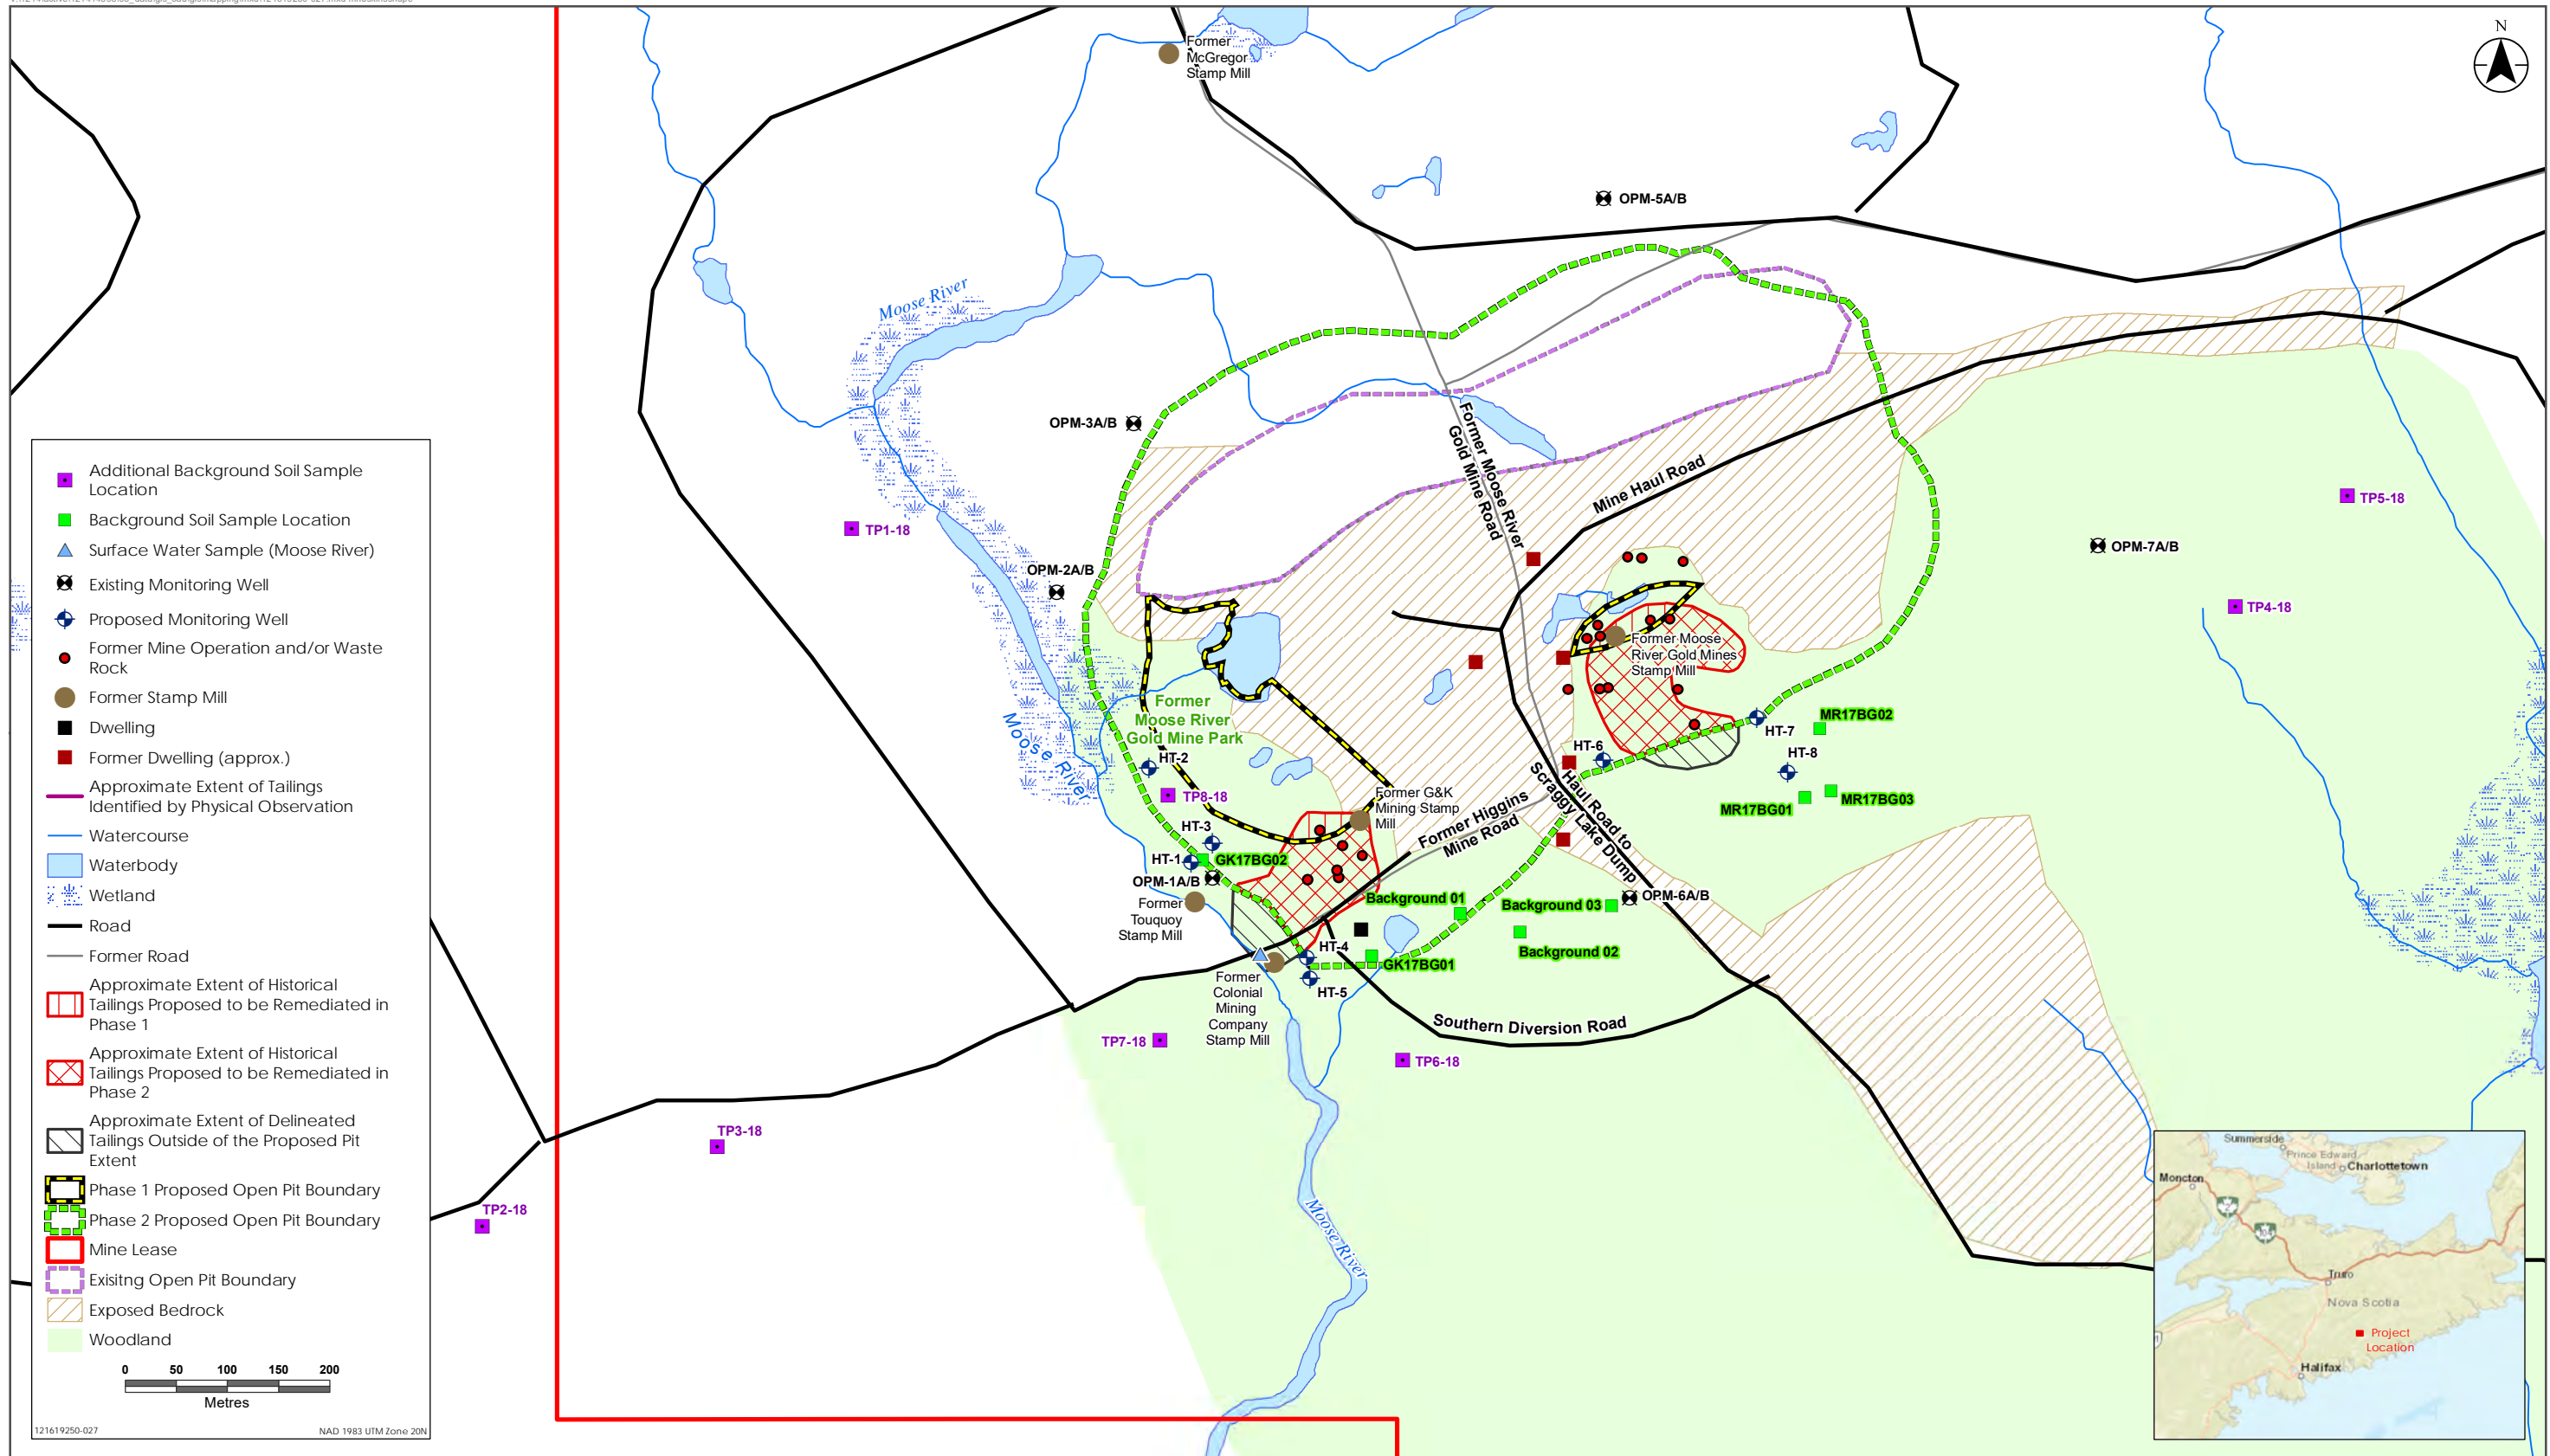 N
Former
McGregor
Stamp Mill
OPM-5A/B
Moose River
OPM-3A/B
Former Moose River
Gold Mine Road
Mine Haul Road
TP5-18
TP1-18
OPM-7A/B
OPM-2A/B
TP4-18
Former Moose
River Gold Mines
Stamp Mill
Former
Moose River
Gold Mine Park
Moose River
HT-2
HT-6
HT-7
MR17BG02
HT-8
MR17BG03
MR17BG01
TP8-18
Former G&K
Mining Stamp
Mill
Former Higgins
Mine Road
Haul Road to
Scraggy Lake Dump
HT-3
HT-1
GK17BG02
OPM-1A/B
Former
Touquoy
Stamp Mill
Background 01
Background 03
OPM-6A/B
Background 02
HT-4
GK17BG01
HT-5
Former
Colonial
Mining
Company
Stamp Mill
Southern Diversion Road
TP7-18
TP6-18
TP3-18
TP2-18
Moose River
Additional Background Soil Sample
Location
Background Soil Sample Location
Surface Water Sample (Moose River)
Existing Monitoring Well
Proposed Monitoring Well
Former Mine Operation and/or Waste
Rock
Former Stamp Mill
Dwelling
Former Dwelling (approx.)
Approximate Extent of Tailings
Identified by Physical Observation
Watercourse
Waterbody
Wetland
Road
Former Road
Approximate Extent of Historical
Tailings Proposed to be Remediated in
Phase 1
Approximate Extent of Historical
Tailings Proposed to be Remediated in
Phase 2
Approximate Extent of Delineated
Tailings Outside of the Proposed Pit
Extent
Phase 1 Proposed Open Pit Boundary
Phase 2 Proposed Open Pit Boundary
Mine Lease
Exisitng Open Pit Boundary
Exposed Bedrock
Woodland
0 50 100 150 200
Metres
121619250-027
NAD 1983 UTM Zone 20N
Summerside
Prince Edward
Island
Charlottetown
Moncton
2
104
Truro
Nova Scotia
Project
Location
Halifax